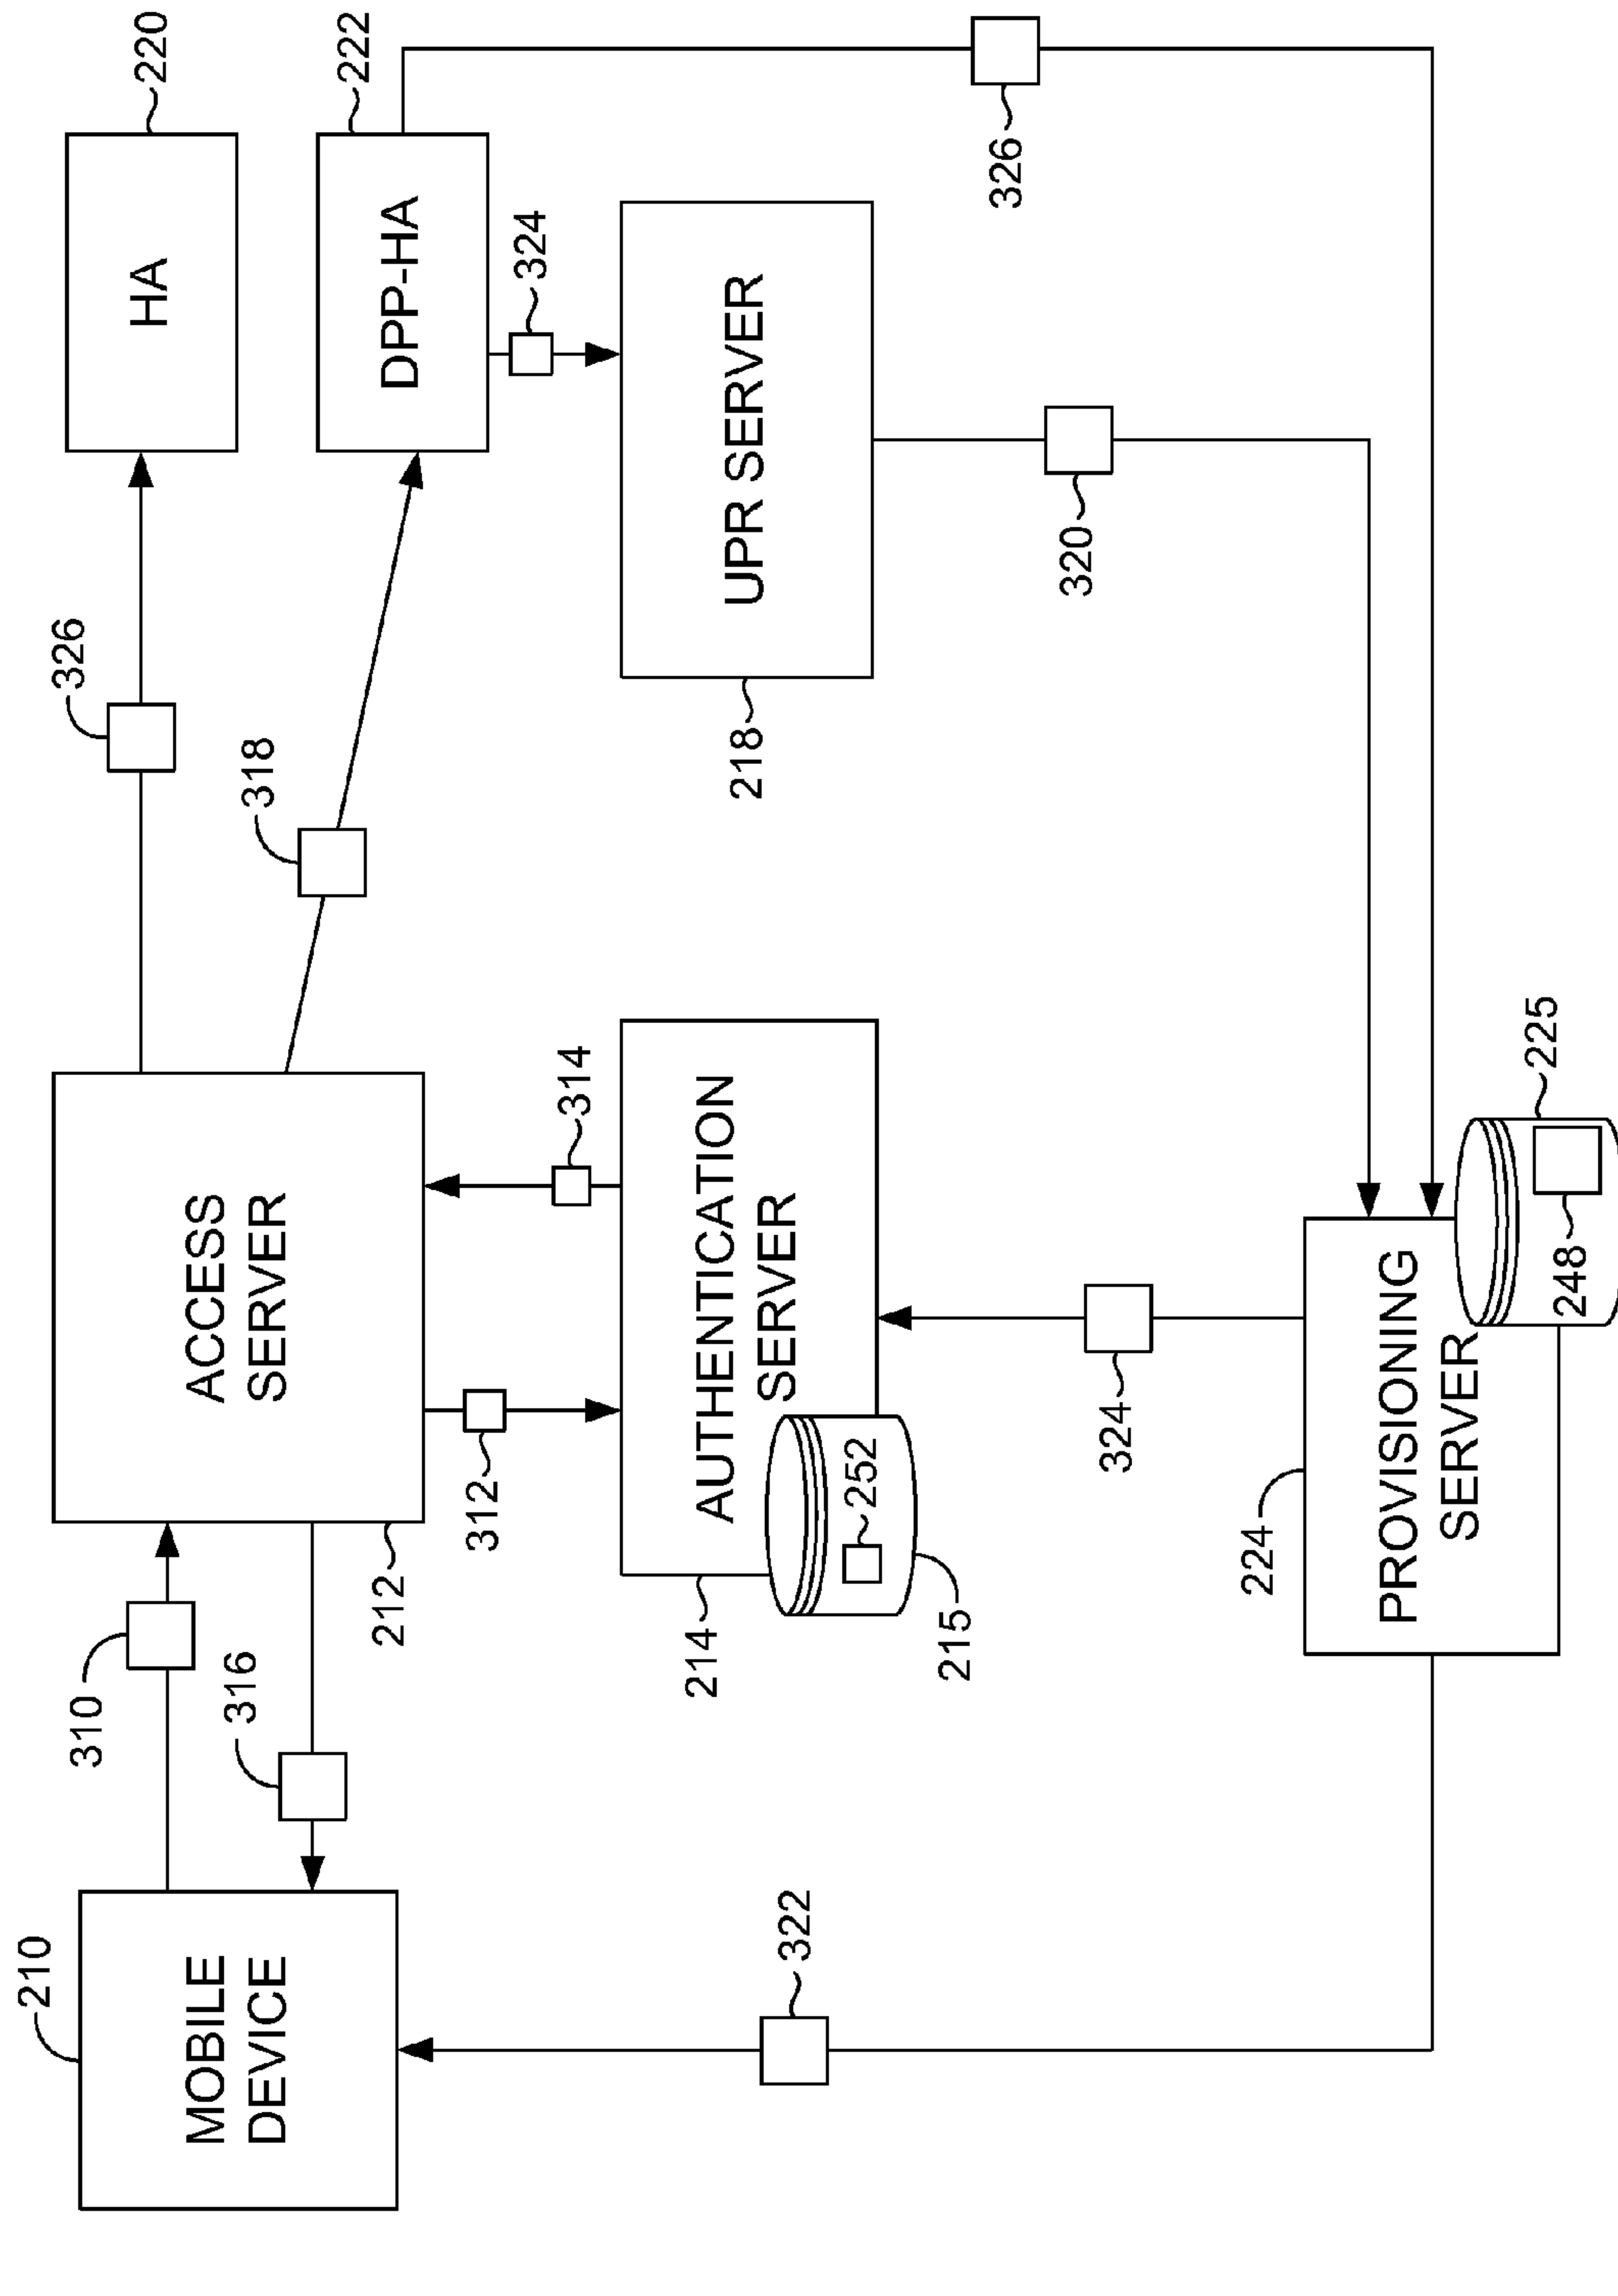 210
MOBILE
DEVICE
310
316
322
ACCESS
SERVER
212
312
314
AUTHENTICATION
SERVER
214
252
215
324
224
PROVISIONING
SERVER
248
225
326
318
HA
220
DPP-HA
222
324
UPR SERVER
218
320
326